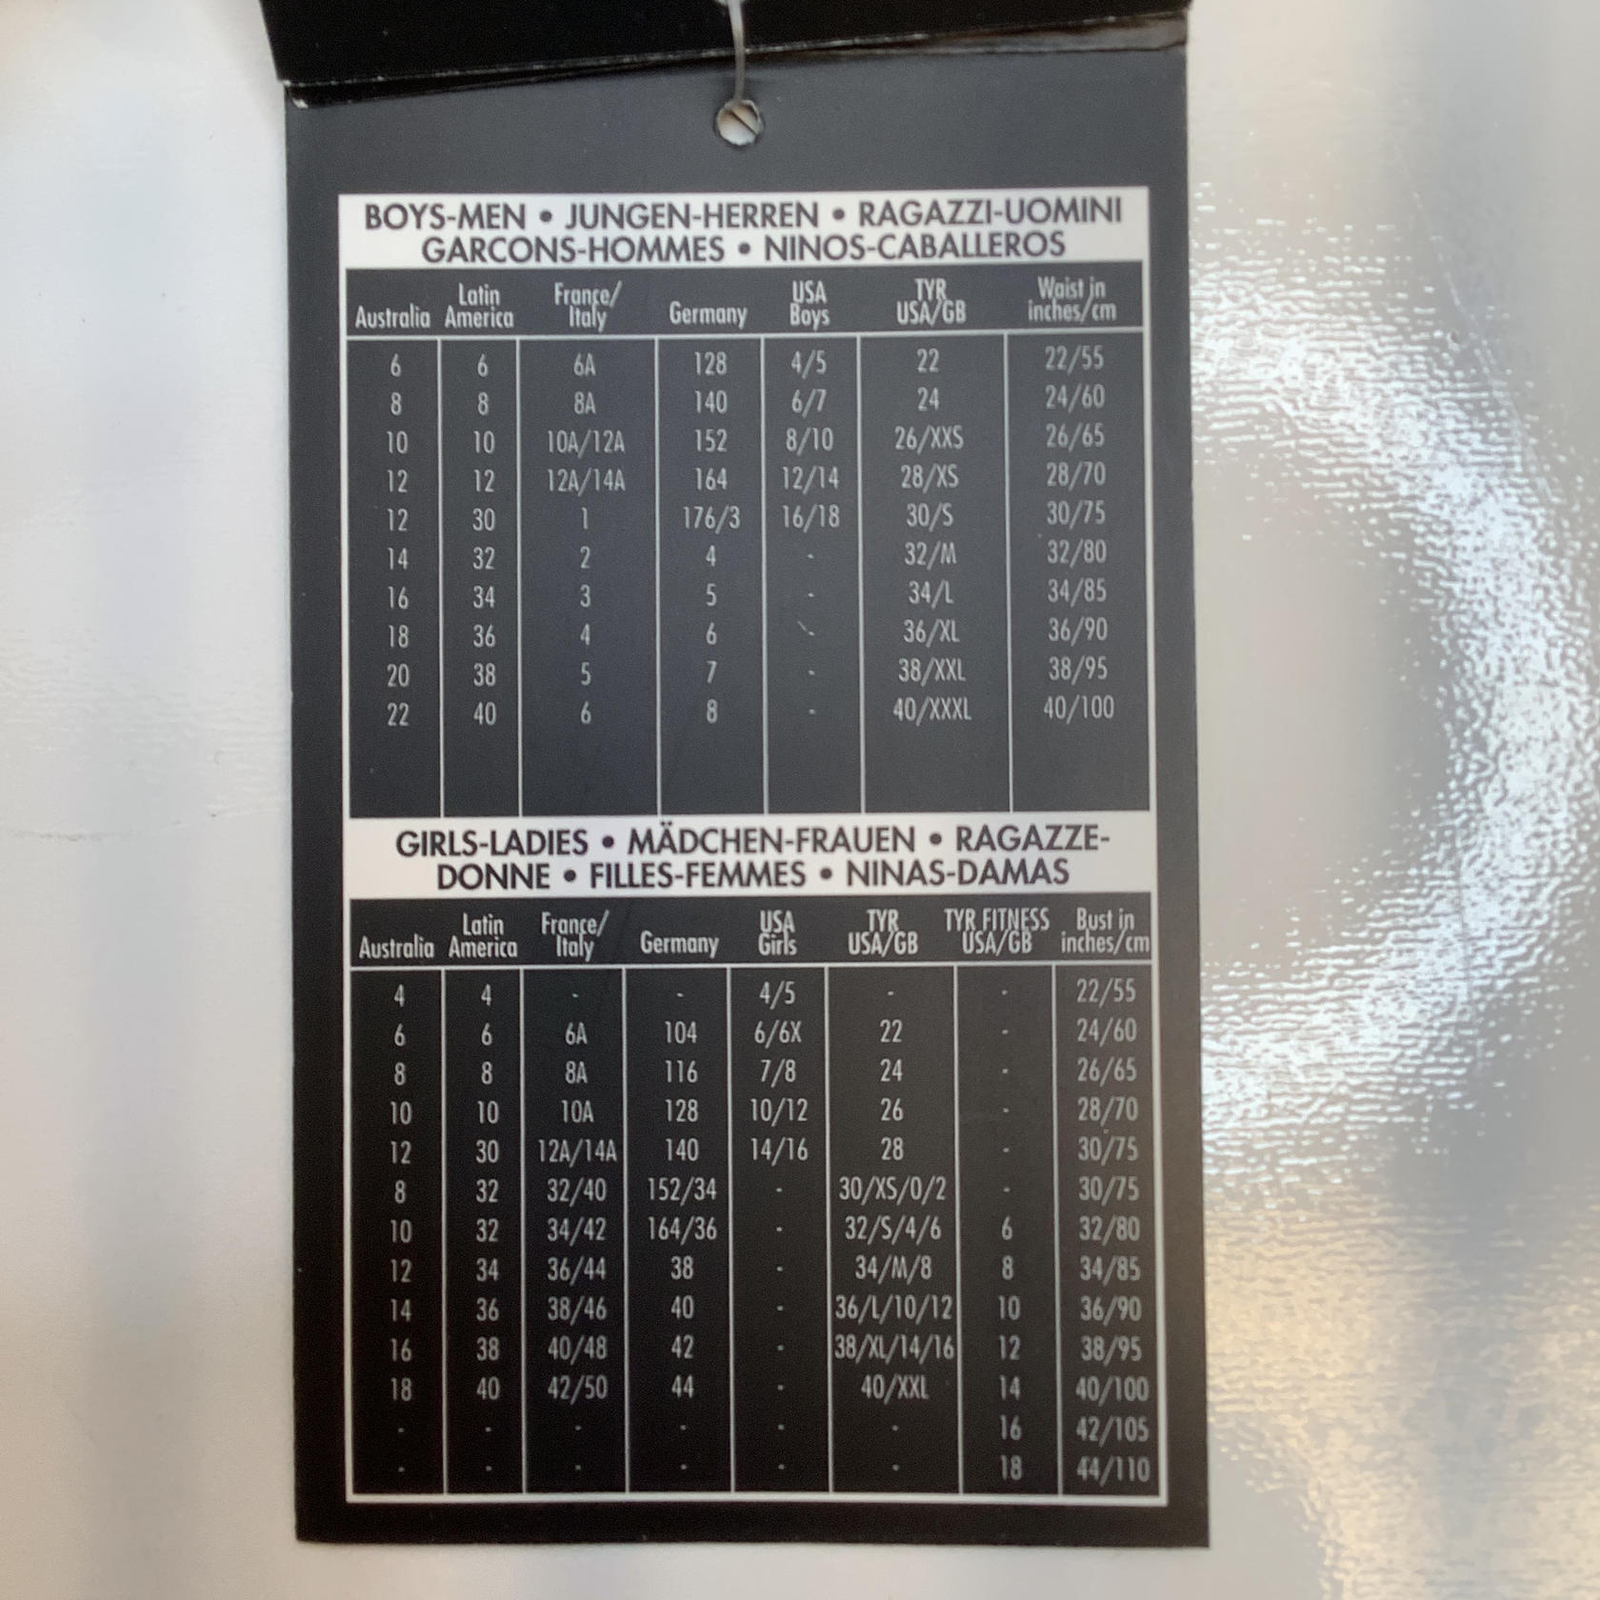 BOYS-MEN • JUNGEN-HERREN • RAGAZZI-UOMINI
GARCONS-HOMMES • NINOS-CABALLEROS
Australia Latin America France/Italy Germany USA Boys TYR USA/GB Waist in inches/cm
6 6 6A 128 4/5 22 22/55
8 8 8A 140 6/7 24 24/60
10 10 10A/12A 152 8/10 26/XXS 26/65
12 12 12A/14A 164 12/14 28/XS 28/70
12 30 1 176/3 16/18 30/S 30/75
14 32 2 4 - 32/M 32/80
16 34 3 5 - 34/L 34/85
18 36 4 6 - 36/XL 36/90
20 38 5 7 - 38/XXL 38/95
22 40 6 8 - 40/XXXL 40/100
GIRLS-LADIES • MÄDCHEN-FRAUEN • RAGAZZE-
DONNE • FILLES-FEMMES • NINAS-DAMAS
Australia Latin America France/Italy Germany USA Girls TYR USA/GB TYR FITNESS USA/GB Bust in inches/cm
4 4 - - 4/5 - - 22/55
6 6 6A 104 6/6X 22 - 24/60
8 8 8A 116 7/8 24 - 26/65
10 10 10A 128 10/12 26 - 28/70
12 30 12A/14A 140 14/16 28 - 30/75
8 32 32/40 152/34 - 30/XS/0/2 - 30/75
10 32 34/42 164/36 - 32/S/4/6 6 32/80
12 34 36/44 38 - 34/M/8 8 34/85
14 36 38/46 40 - 36/L/10/12 10 36/90
16 38 40/48 42 - 38/XL/14/16 12 38/95
18 40 42/50 44 - 40/XXL 14 40/100
- - - - - - 16 42/105
- - - - - - 18 44/110